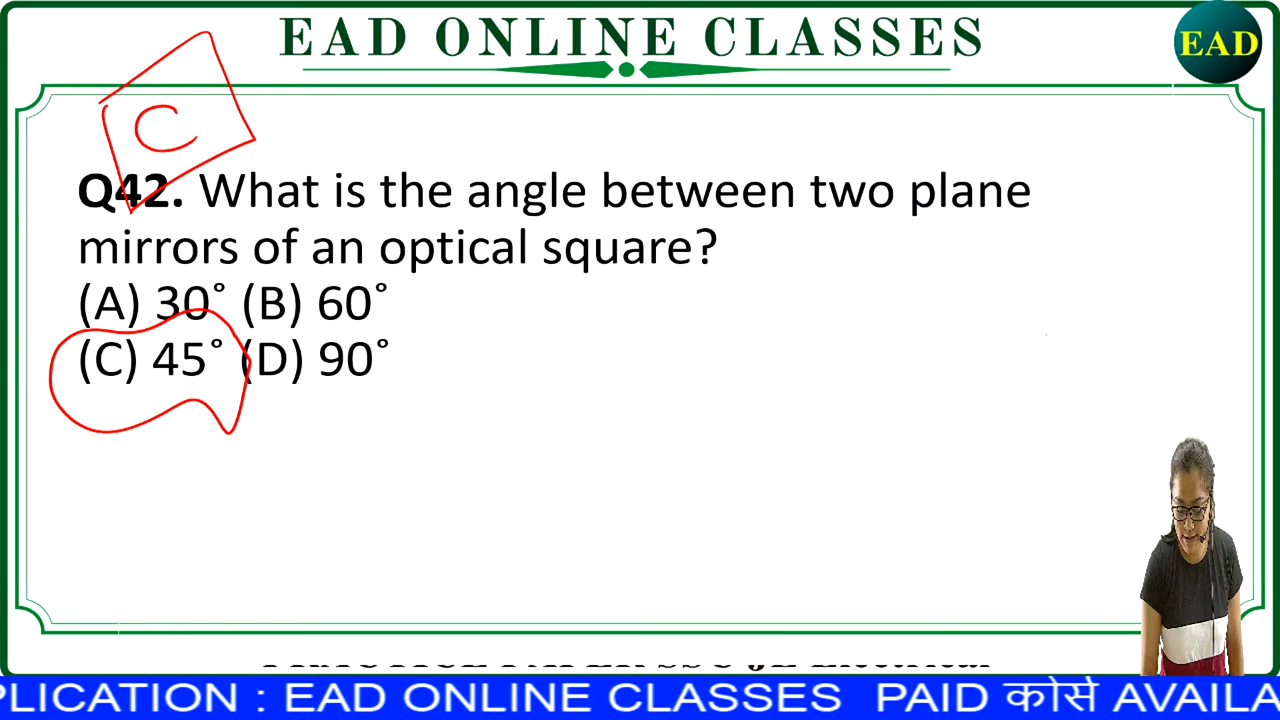 EAD ONLINE CLASSES
EAD
C
Q42. What is the angle between two plane
mirrors of an optical square?
(A) 30˚ (B) 60˚
(C) 45˚ (D) 90˚
PLICATION : EAD ONLINE CLASSES PAID कोर्स AVAILA